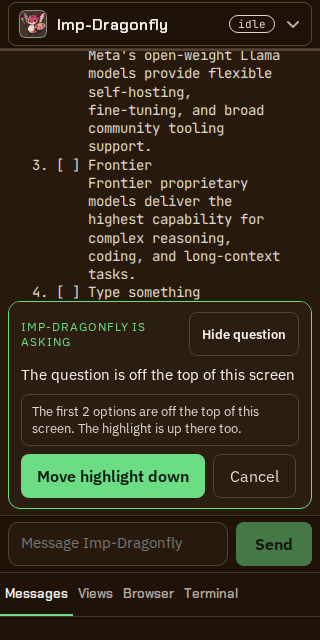 Imp-Dragonfly
idle
Meta's open-weight Llama
models provide flexible
self-hosting,
fine-tuning, and broad
community tooling
support.
3. [ ] Frontier
Frontier proprietary
models deliver the
highest capability for
complex reasoning,
coding, and long-context
tasks.
4. [ ] Type something
IMP-DRAGONFLY IS
ASKING
Hide question
The question is off the top of this screen
The first 2 options are off the top of this
screen. The highlight is up there too.
Move highlight down
Cancel
Message Imp-Dragonfly
Send
Messages Views Browser Terminal